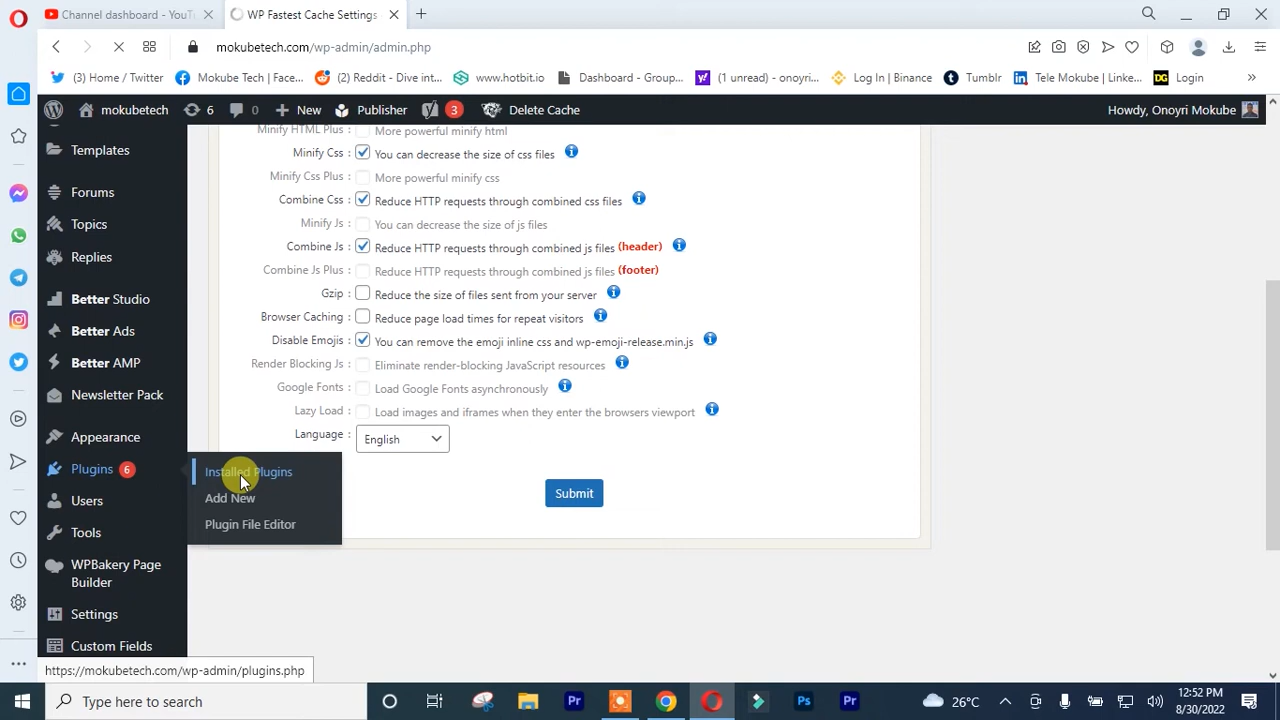 Channel dashboard - YouT
WP Fastest Cache Settings
mokubetech.com/wp-admin/admin.php
(3) Home / Twitter
Mokube Tech | Face...
(2) Reddit - Dive int...
www.hotbit.io
Dashboard - Group...
(1 unread) - onoyri...
Log In | Binance
Tumblr
Tele Mokube | Linke...
DG
Login
mokubetech
6
0
New
Publisher
3
Delete Cache
Howdy, Onoyri Mokube
Templates
Forums
Topics
Replies
Better Studio
Better Ads
Better AMP
Newsletter Pack
Appearance
Plugins 6
Users
Tools
WPBakery Page
Builder
Settings
Custom Fields
Installed Plugins
Add New
Plugin File Editor
Minify HTML Plus : More powerful minify html
Minify Css : You can decrease the size of css files
Minify Css Plus : More powerful minify css
Combine Css : Reduce HTTP requests through combined css files
Minify Js : You can decrease the size of js files
Combine Js : Reduce HTTP requests through combined js files (header)
Combine Js Plus : Reduce HTTP requests through combined js files (footer)
Gzip : Reduce the size of files sent from your server
Browser Caching : Reduce page load times for repeat visitors
Disable Emojis : You can remove the emoji inline css and wp-emoji-release.min.js
Render Blocking Js : Eliminate render-blocking JavaScript resources
Google Fonts : Load Google Fonts asynchronously
Lazy Load : Load images and iframes when they enter the browsers viewport
Language : English
Submit
https://mokubetech.com/wp-admin/plugins.php
Type here to search
Pr
Ps
Pr
26°C
12:52 PM
8/30/2022